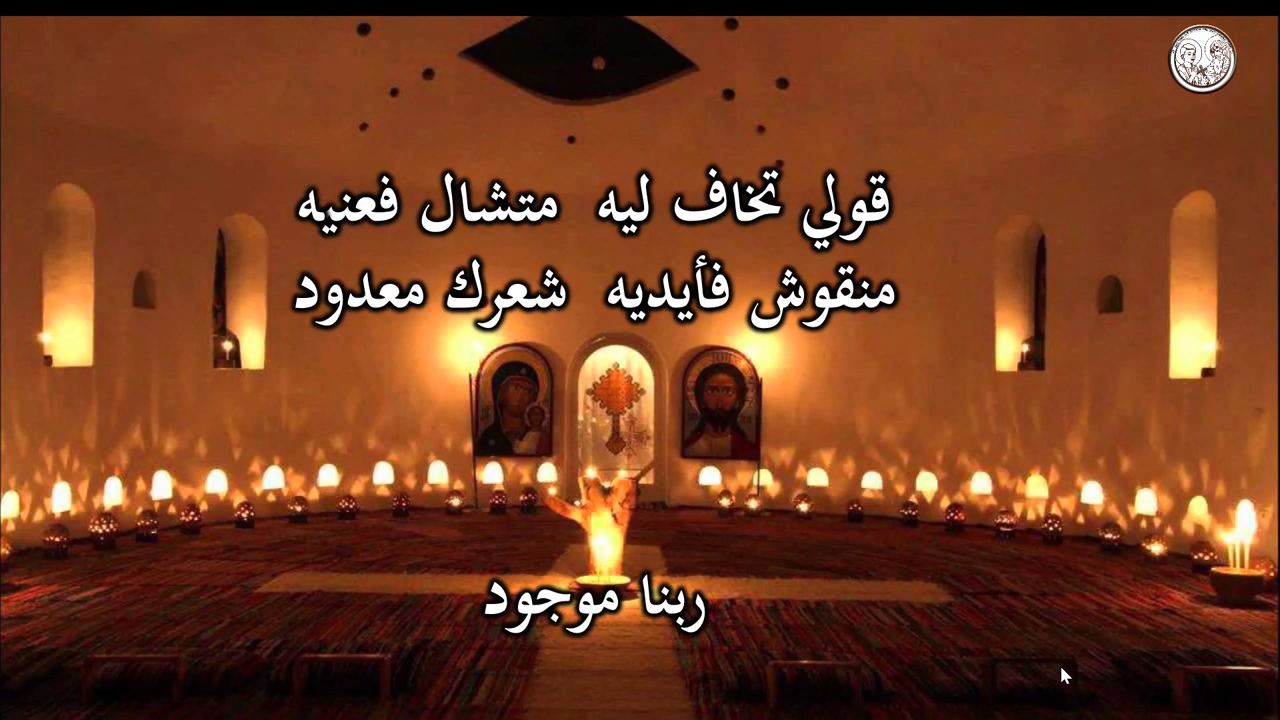 قولي تخاف ليه متشال فعنيه
منقوش فأيديه شعرك معدود
ربنا موجود